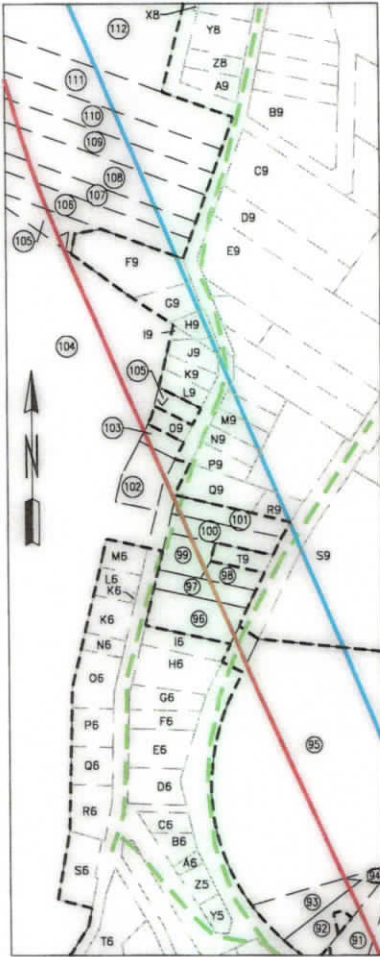 X8
112
Y8
Z8
111
A9
110
B9
109
C9
108
107
D9
106
105
E9
F9
G9
H9
I9
104
J9
K9
105
L9
M9
103
O9
N9
P9
102
Q9
N
R9
101
100
S9
M6
99
T9
98
L6
97
K6
K6
96
N6
I6
H6
O6
G6
P6
F6
95
E6
Q6
D6
R6
C6
B6
A6
94
S6
Z5
93
Y5
92
91
T6